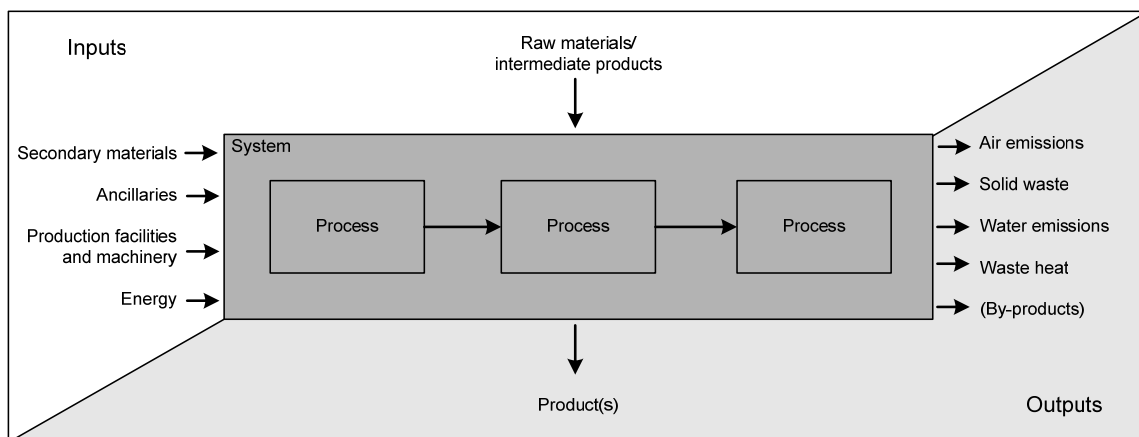 Inputs
Raw materials/
intermediate products
System
Secondary materials
Ancillaries
Production facilities
and machinery
Energy
Process
Process
Process
Air emissions
Solid waste
Water emissions
Waste heat
(By-products)
Product(s)
Outputs